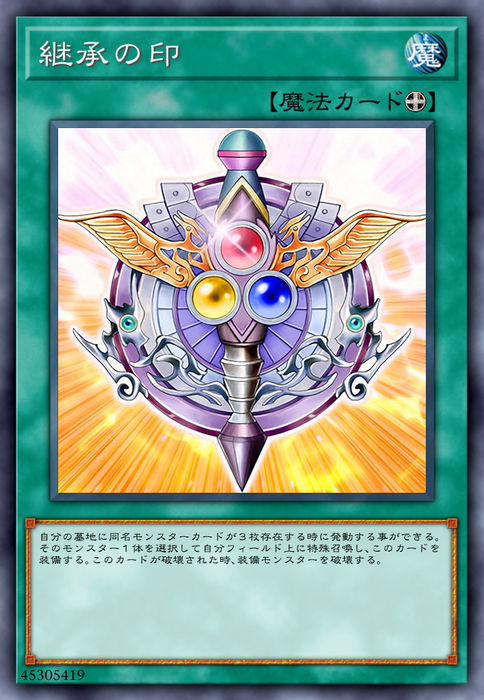 継承の印
魔
【魔法カード】
自分の墓地に同名モンスターカードが3枚存在する時に発動する事ができる。
そのモンスター1体を選択して自分フィールド上に特殊召喚し、このカードを
装備する。このカードが破壊された時、装備モンスターを破壊する。
45305419